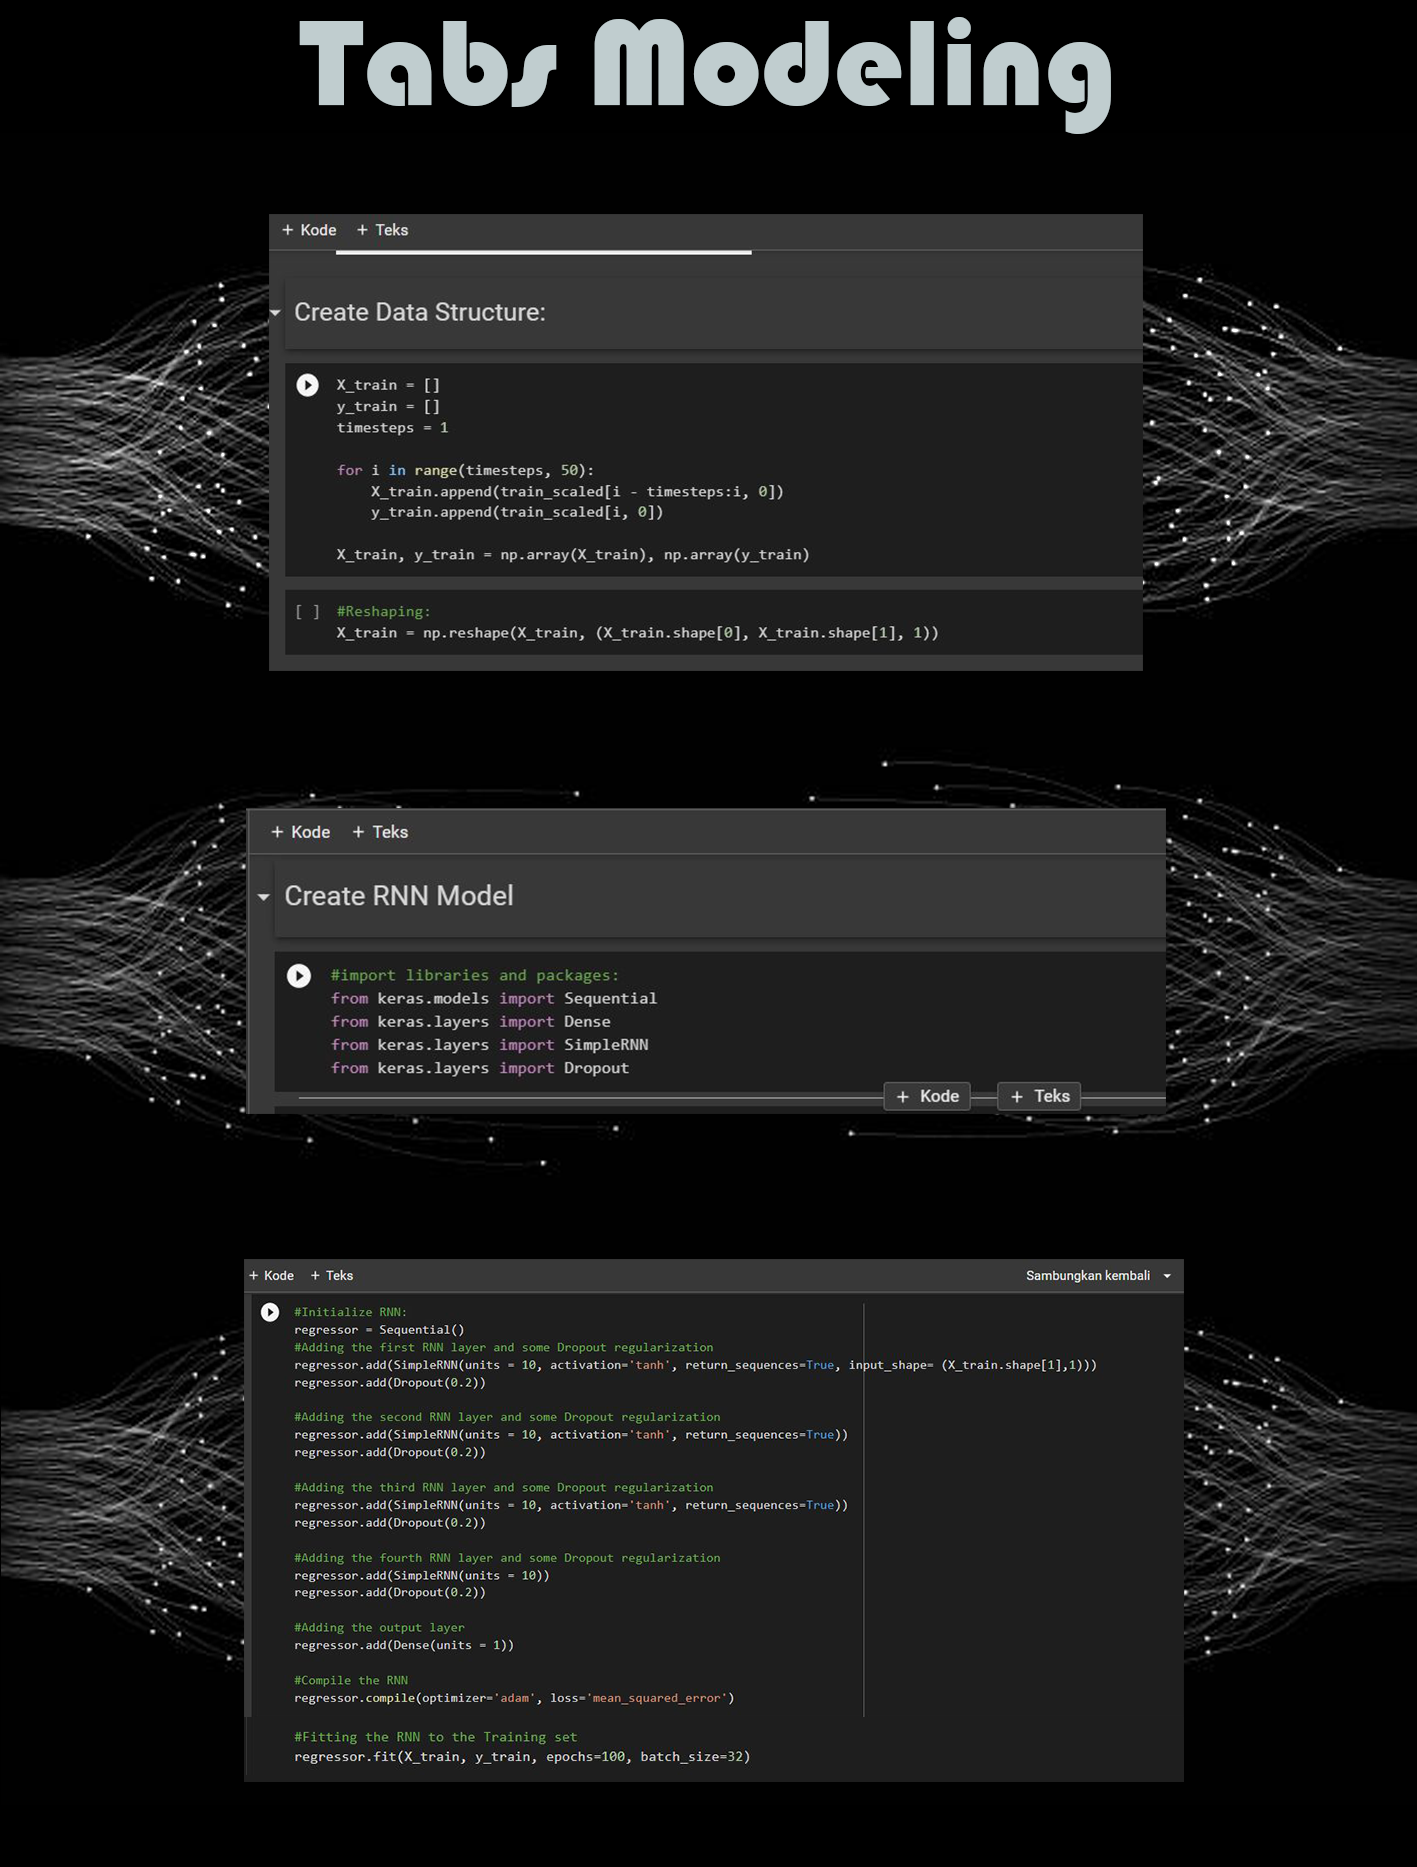 Tabs Modeling
+ Kode + Teks
Create Data Structure:
X_train = []
y_train = []
timesteps = 1
for i in range(timesteps, 50):
    X_train.append(train_scaled[i - timesteps:i, 0])
    y_train.append(train_scaled[i, 0])
X_train, y_train = np.array(X_train), np.array(y_train)
[ ] #Reshaping:
X_train = np.reshape(X_train, (X_train.shape[0], X_train.shape[1], 1))
+ Kode + Teks
Create RNN Model
#import libraries and packages:
from keras.models import Sequential
from keras.layers import Dense
from keras.layers import SimpleRNN
from keras.layers import Dropout
+ Kode + Teks
+ Kode + Teks Sambungkan kembali
#Initialize RNN:
regressor = Sequential()
#Adding the first RNN layer and some Dropout regularization
regressor.add(SimpleRNN(units = 10, activation='tanh', return_sequences=True, input_shape= (X_train.shape[1],1)))
regressor.add(Dropout(0.2))
#Adding the second RNN layer and some Dropout regularization
regressor.add(SimpleRNN(units = 10, activation='tanh', return_sequences=True))
regressor.add(Dropout(0.2))
#Adding the third RNN layer and some Dropout regularization
regressor.add(SimpleRNN(units = 10, activation='tanh', return_sequences=True))
regressor.add(Dropout(0.2))
#Adding the fourth RNN layer and some Dropout regularization
regressor.add(SimpleRNN(units = 10))
regressor.add(Dropout(0.2))
#Adding the output layer
regressor.add(Dense(units = 1))
#Compile the RNN
regressor.compile(optimizer='adam', loss='mean_squared_error')
#Fitting the RNN to the Training set
regressor.fit(X_train, y_train, epochs=100, batch_size=32)